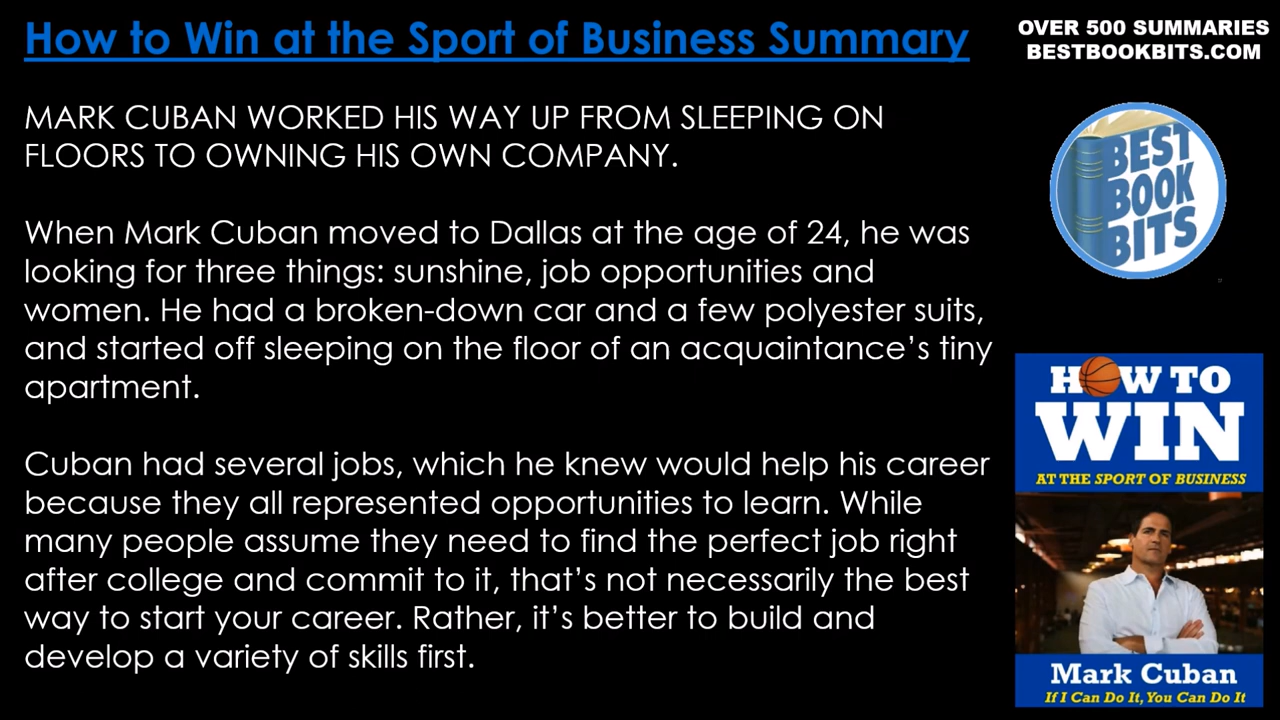 How to Win at the Sport of Business Summary
MARK CUBAN WORKED HIS WAY UP FROM SLEEPING ON
FLOORS TO OWNING HIS OWN COMPANY.
When Mark Cuban moved to Dallas at the age of 24, he was
looking for three things: sunshine, job opportunities and
women. He had a broken-down car and a few polyester suits,
and started off sleeping on the floor of an acquaintance’s tiny
apartment.
Cuban had several jobs, which he knew would help his career
because they all represented opportunities to learn. While
many people assume they need to find the perfect job right
after college and commit to it, that’s not necessarily the best
way to start your career. Rather, it’s better to build and
develop a variety of skills first.
OVER 500 SUMMARIES
BESTBOOKBITS.COM
BEST
BOOK
BITS
HOW TO
WIN
AT THE SPORT OF BUSINESS
Mark Cuban
If I Can Do It, You Can Do It